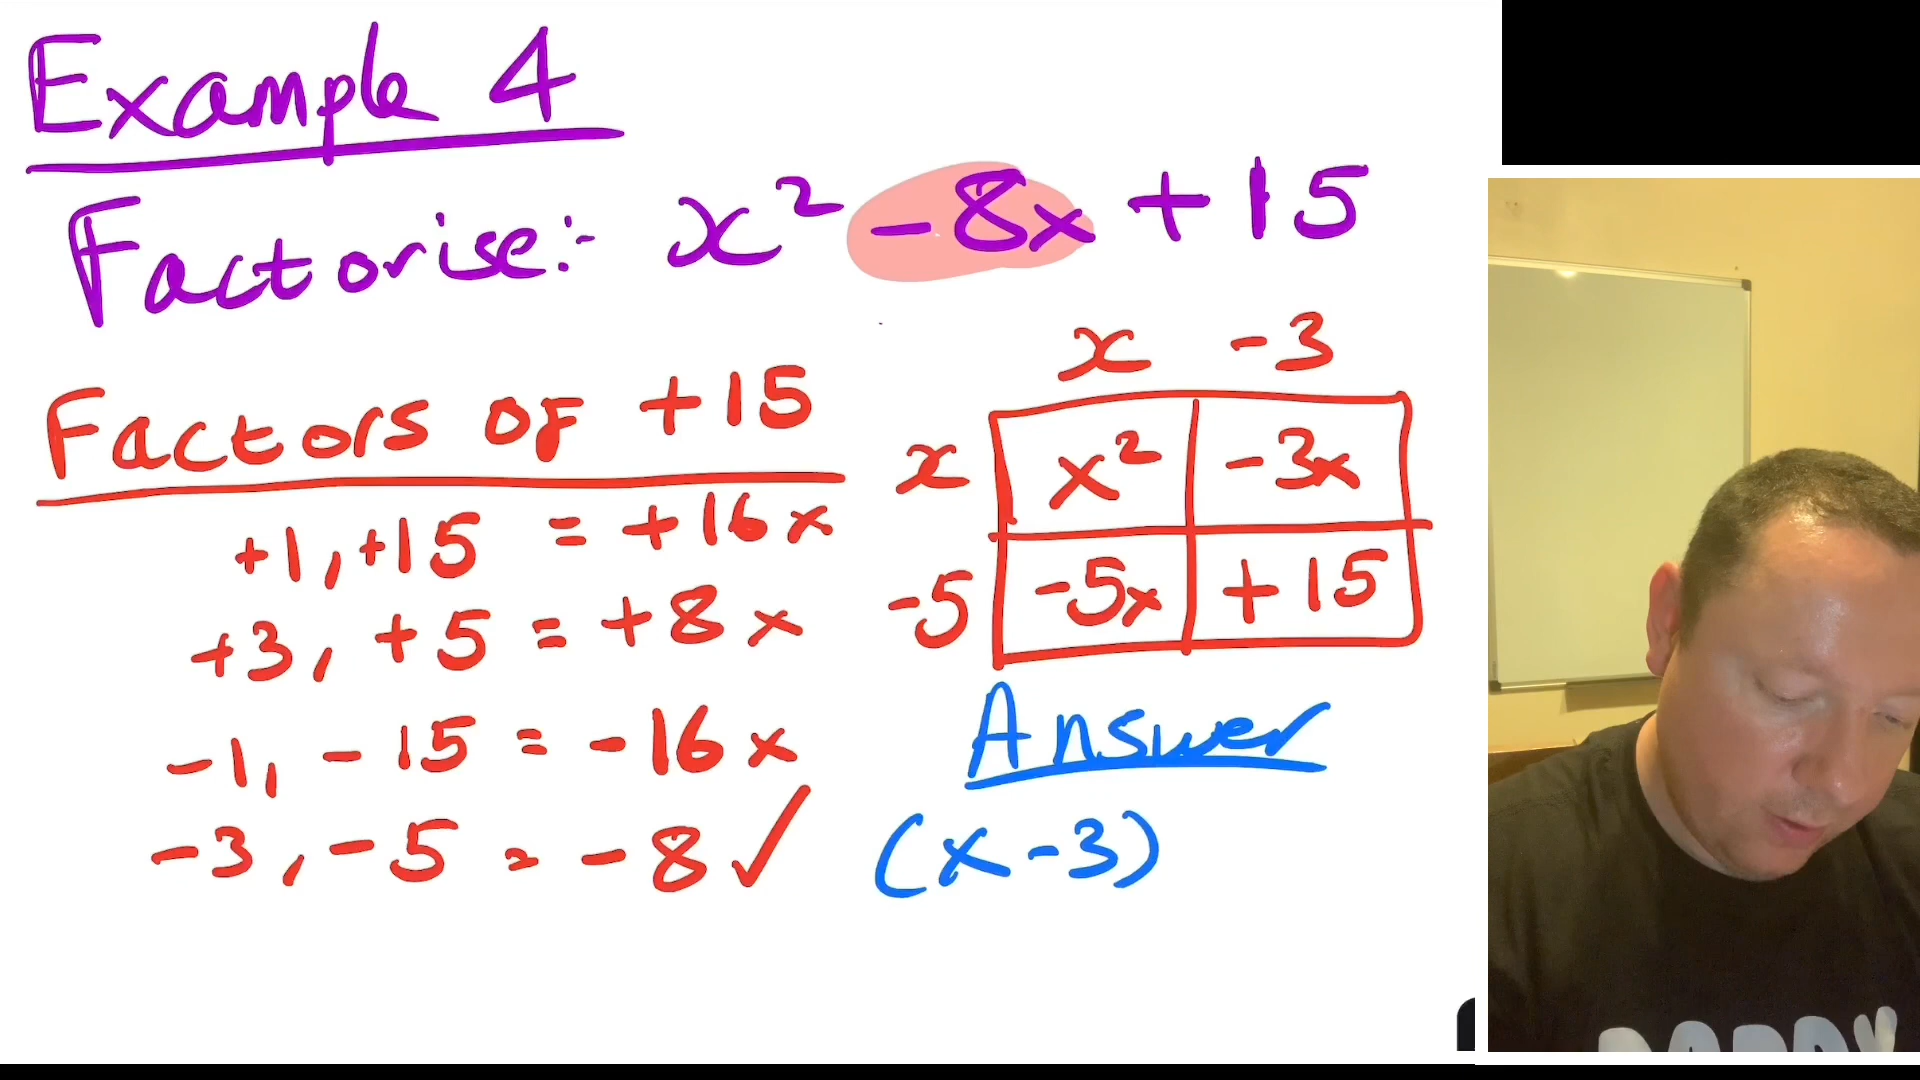 Example 4
Factorise:- x² -8x +15
Factors of +15
+1, +15 = +16x
+3, +5 = +8x
-1, -15 = -16x
-3, -5 = -8 ✓
x -3
x x² -3x
-5 -5x +15
Answer
(x-3)